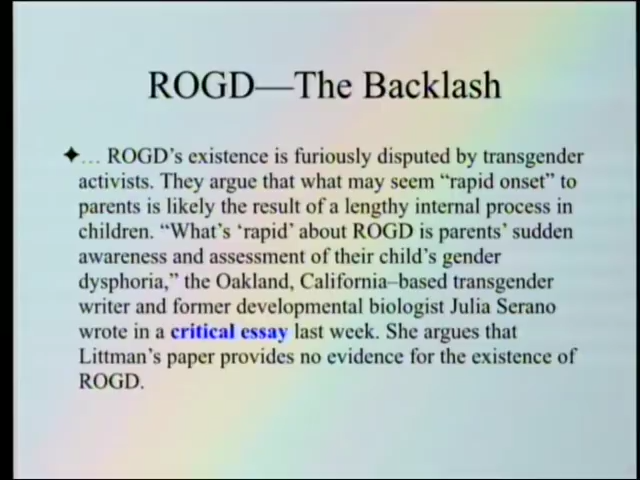 ROGD—The Backlash
✦… ROGD’s existence is furiously disputed by transgender
activists. They argue that what may seem “rapid onset” to
parents is likely the result of a lengthy internal process in
children. “What’s ‘rapid’ about ROGD is parents’ sudden
awareness and assessment of their child’s gender
dysphoria,” the Oakland, California–based transgender
writer and former developmental biologist Julia Serano
wrote in a critical essay last week. She argues that
Littman’s paper provides no evidence for the existence of
ROGD.